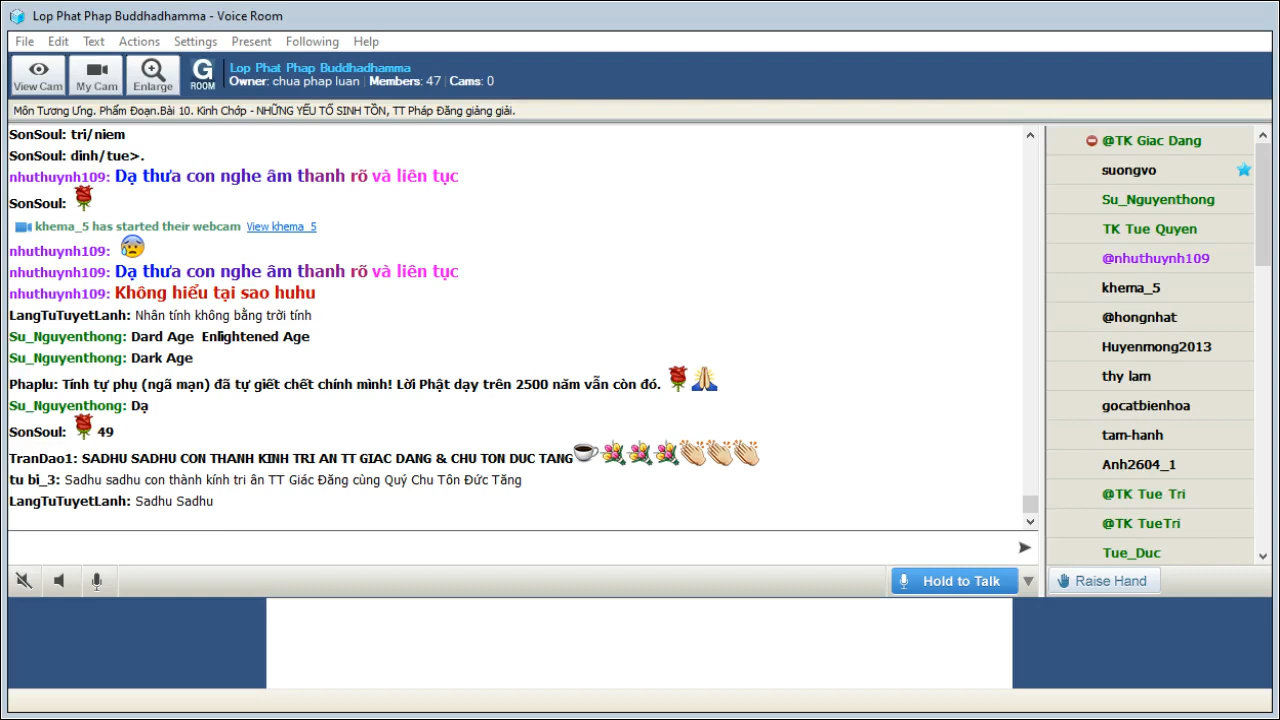 Lop Phat Phap Buddhadhamma - Voice Room
File Edit Text Actions Settings Present Following Help
View Cam My Cam Enlarge G ROOM
Lop Phat Phap Buddhadhamma
Owner: chua phap luan | Members: 47 | Cams: 0
Môn Tương Ưng. Phẩm Đoạn.Bài 10. Kinh Chớp - NHỮNG YẾU TỐ SINH TỒN, TT Pháp Đăng giảng giải.
SonSoul: tri/niem
SonSoul: dinh/tue>.
nhuthuynh109: Dạ thưa con nghe âm thanh rõ và liên tục
SonSoul:
khema_5 has started their webcam View khema_5
nhuthuynh109:
nhuthuynh109: Dạ thưa con nghe âm thanh rõ và liên tục
nhuthuynh109: Không hiểu tại sao huhu
LangTuTuyetLanh: Nhân tính không bằng trời tính
Su_Nguyenthong: Dard Age Enlightened Age
Su_Nguyenthong: Dark Age
Phaplu: Tính tự phụ (ngã mạn) đã tự giết chết chính mình! Lời Phật dạy trên 2500 năm vẫn còn đó.
Su_Nguyenthong: Dạ
SonSoul: 49
TranDao1: SADHU SADHU CON THANH KINH TRI AN TT GIAC DANG & CHU TON DUC TANG
tu bi_3: Sadhu sadhu con thành kính tri ân TT Giác Đăng cùng Quý Chu Tôn Đức Tăng
LangTuTuyetLanh: Sadhu Sadhu
@TK Giac Dang
suongvo
Su_Nguyenthong
TK Tue Quyen
@nhuthuynh109
khema_5
@hongnhat
Huyenmong2013
thy lam
gocatbienhoa
tam-hanh
Anh2604_1
@TK Tue Tri
@TK TueTri
Tue_Duc
Hold to Talk
Raise Hand